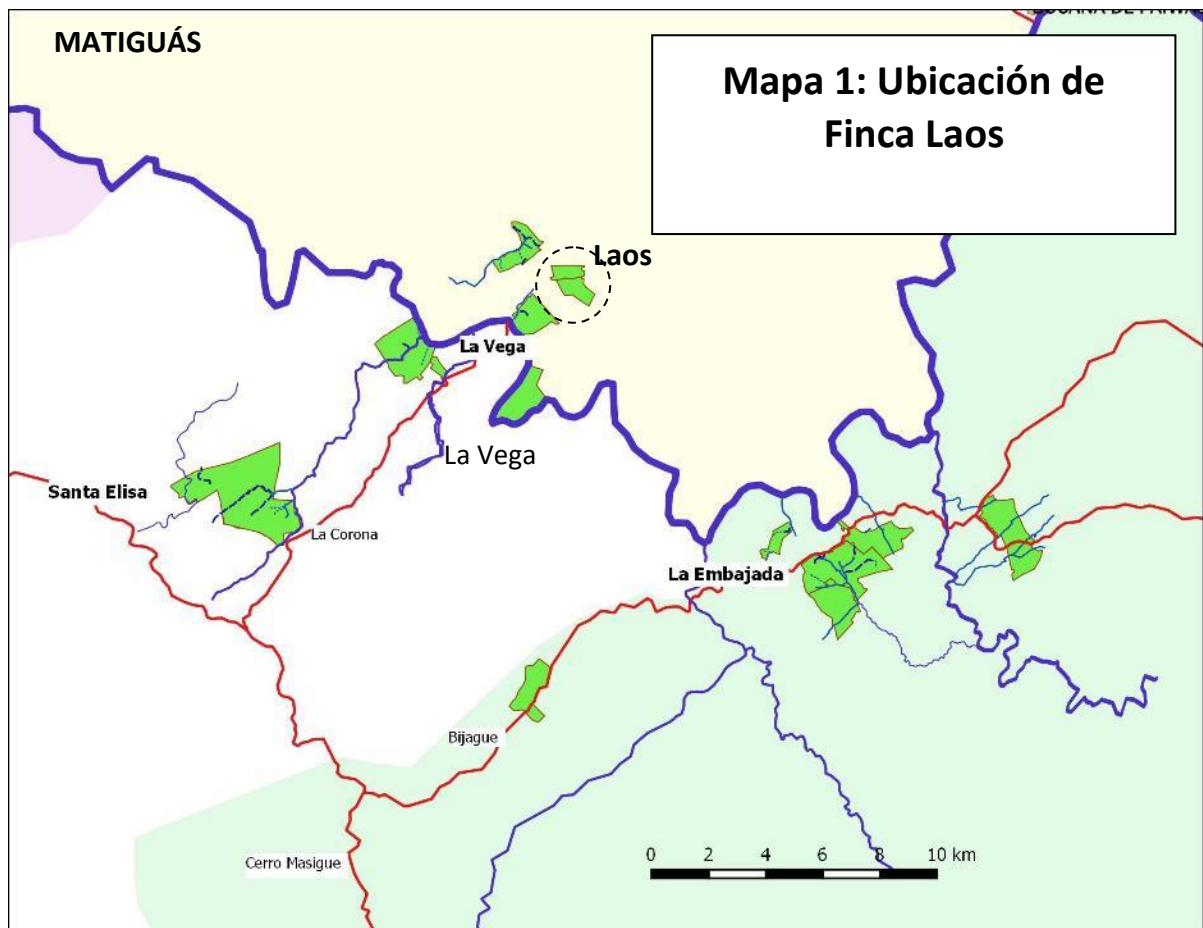 MATIGUÁS
Mapa 1: Ubicación de
Finca Laos
Laos
La Vega
La Vega
Santa Elisa
La Corona
La Embajada
Bijague
Cerro Masigue
0 2 4 6 8 10 km